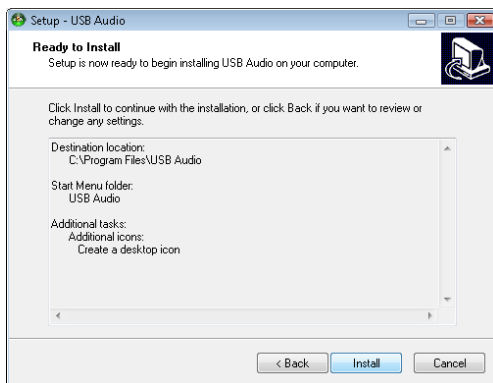 Setup - USB Audio
Ready to Install
Setup is now ready to begin installing USB Audio on your computer.
Click Install to continue with the installation, or click Back if you want to review or
change any settings.
Destination location:
C:\Program Files\USB Audio
Start Menu folder:
USB Audio
Additional tasks:
Additional icons:
Create a desktop icon
< Back
Install
Cancel